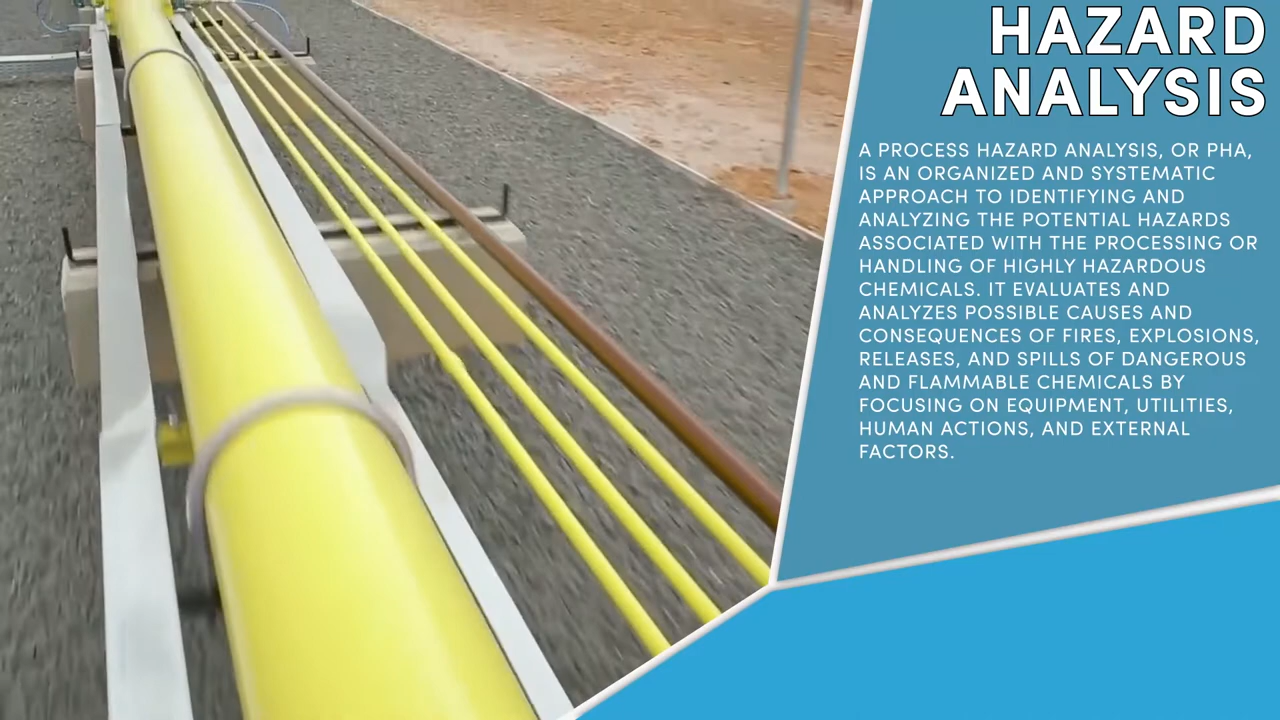 HAZARD
ANALYSIS
A PROCESS HAZARD ANALYSIS, OR PHA,
IS AN ORGANIZED AND SYSTEMATIC
APPROACH TO IDENTIFYING AND
ANALYZING THE POTENTIAL HAZARDS
ASSOCIATED WITH THE PROCESSING OR
HANDLING OF HIGHLY HAZARDOUS
CHEMICALS. IT EVALUATES AND
ANALYZES POSSIBLE CAUSES AND
CONSEQUENCES OF FIRES, EXPLOSIONS,
RELEASES, AND SPILLS OF DANGEROUS
AND FLAMMABLE CHEMICALS BY
FOCUSING ON EQUIPMENT, UTILITIES,
HUMAN ACTIONS, AND EXTERNAL
FACTORS.